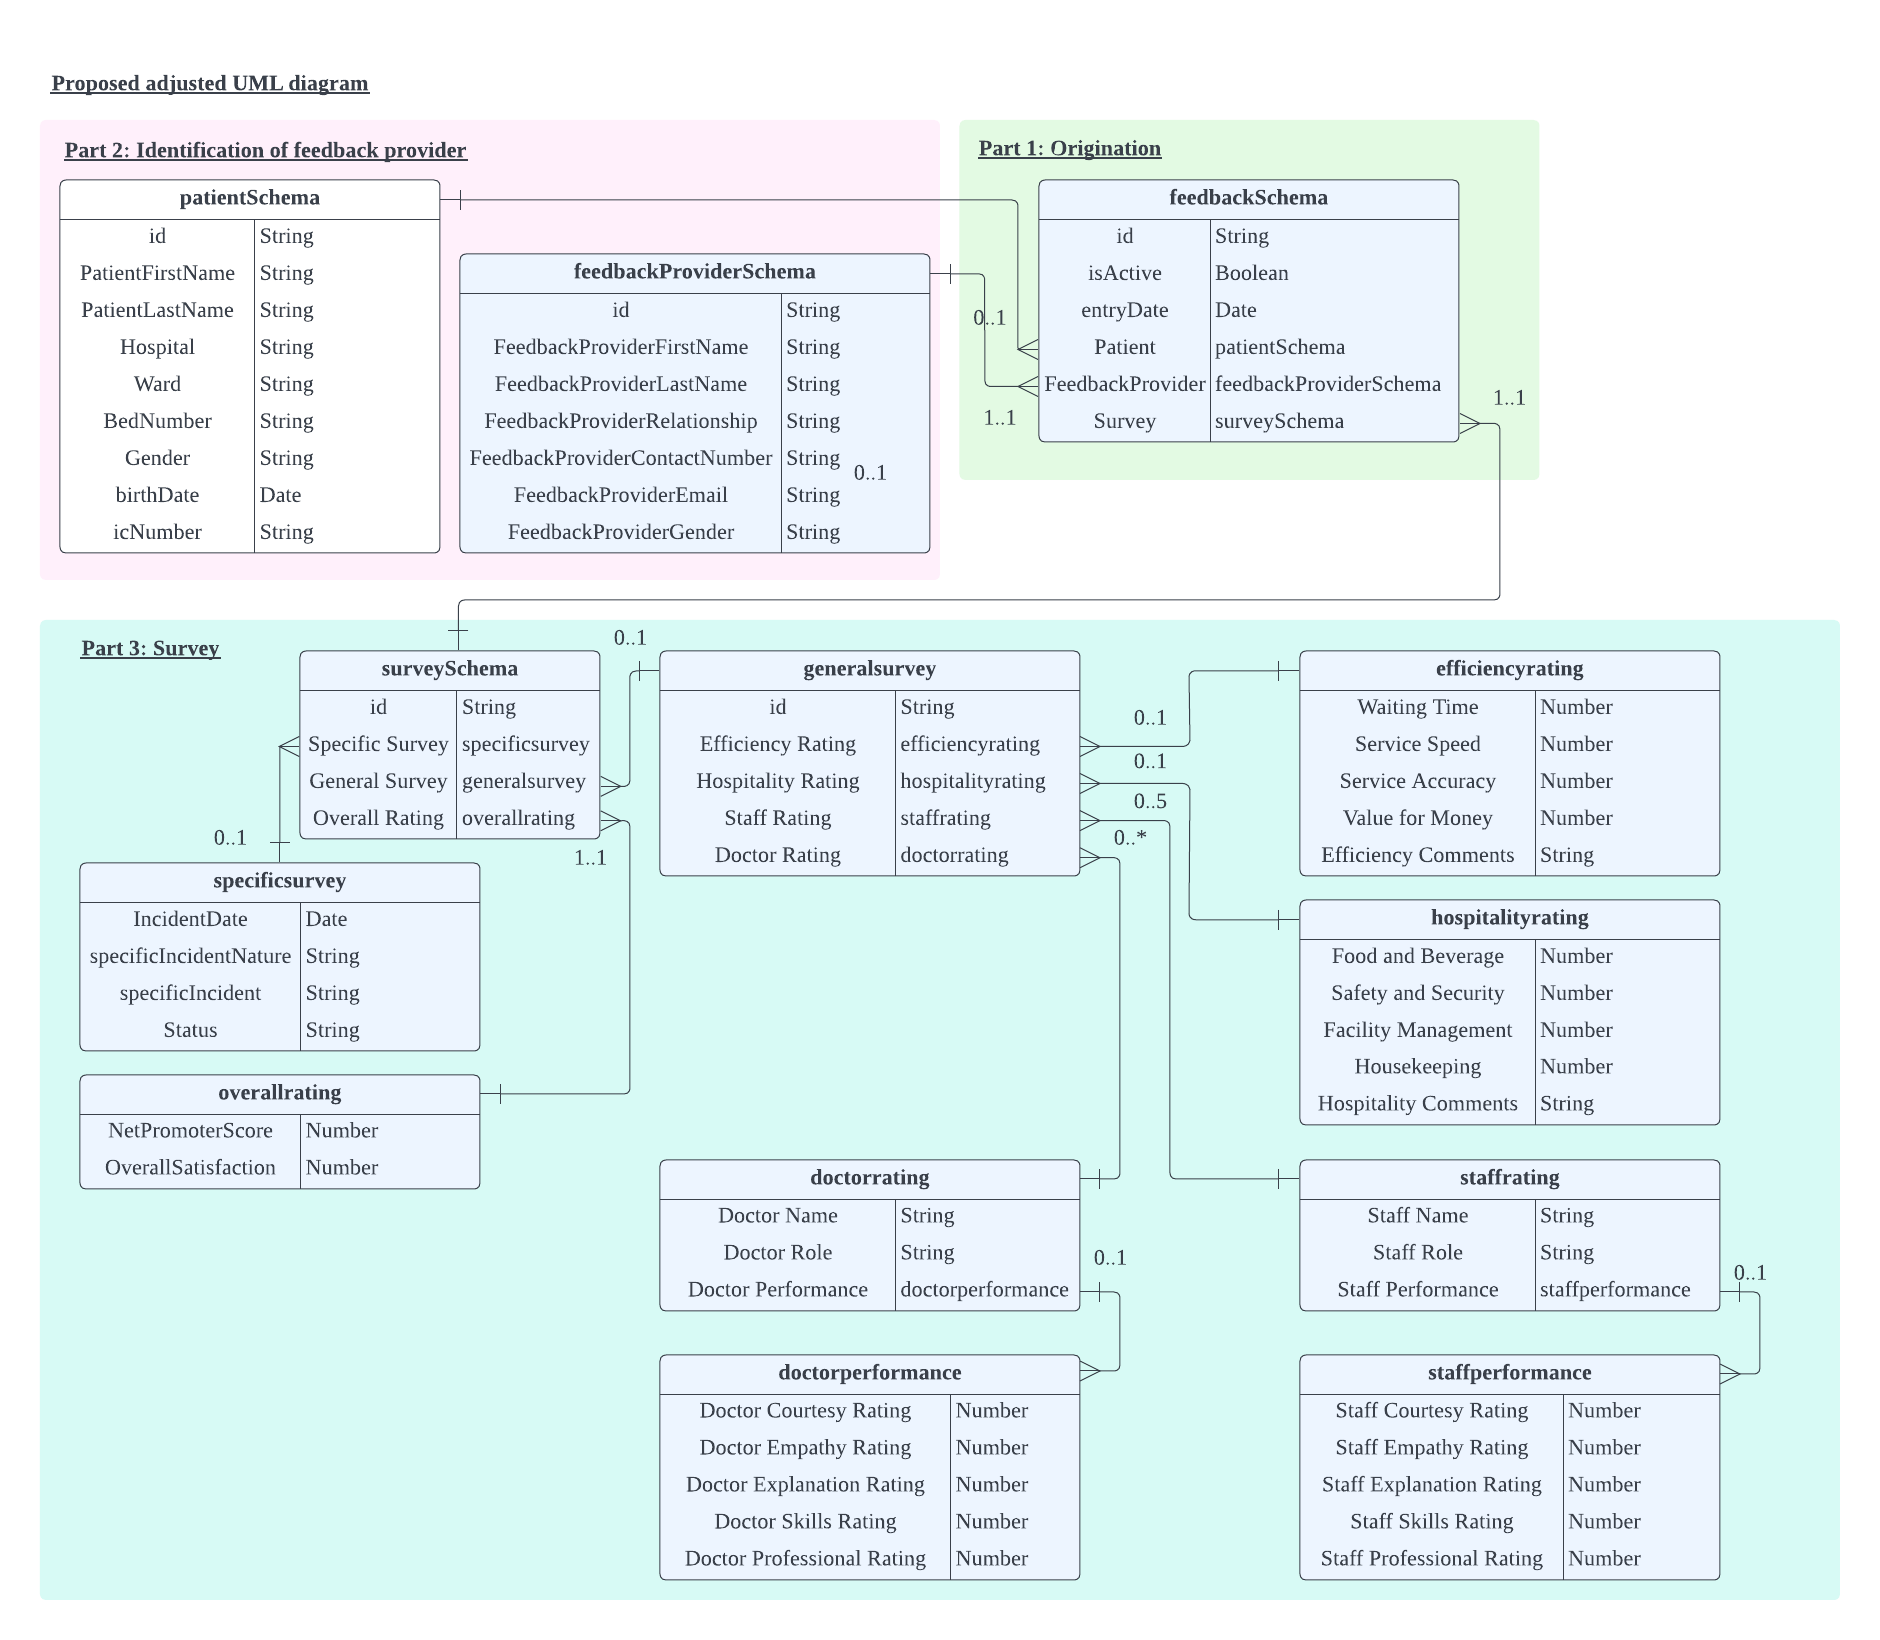 Proposed adjusted UML diagram
Part 2: Identification of feedback provider
patientSchema
id String
PatientFirstName String
PatientLastName String
Hospital String
Ward String
BedNumber String
Gender String
birthDate Date
icNumber String
feedbackProviderSchema
id String
FeedbackProviderFirstName String
FeedbackProviderLastName String
FeedbackProviderRelationship String
FeedbackProviderContactNumber String
0..1
FeedbackProviderEmail String
FeedbackProviderGender String
Part 1: Origination
feedbackSchema
id String
isActive Boolean
entryDate Date
0..1
Patient patientSchema
FeedbackProvider feedbackProviderSchema
1..1
Survey surveySchema
1..1
Part 3: Survey
surveySchema
id String
Specific Survey specificsurvey
General Survey generalsurvey
Overall Rating overallrating
0..1
0..1
1..1
specificsurvey
IncidentDate Date
specificIncidentNature String
specificIncident String
Status String
overallrating
NetPromoterScore Number
OverallSatisfaction Number
generalsurvey
id String
Efficiency Rating efficiencyrating
Hospitality Rating hospitalityrating
Staff Rating staffrating
Doctor Rating doctorrating
0..1
0..1
0..5
0..*
efficiencyrating
Waiting Time Number
Service Speed Number
Service Accuracy Number
Value for Money Number
Efficiency Comments String
hospitalityrating
Food and Beverage Number
Safety and Security Number
Facility Management Number
Housekeeping Number
Hospitality Comments String
doctorrating
Doctor Name String
Doctor Role String
Doctor Performance doctorperformance
0..1
doctorperformance
Doctor Courtesy Rating Number
Doctor Empathy Rating Number
Doctor Explanation Rating Number
Doctor Skills Rating Number
Doctor Professional Rating Number
staffrating
Staff Name String
Staff Role String
Staff Performance staffperformance
0..1
staffperformance
Staff Courtesy Rating Number
Staff Empathy Rating Number
Staff Explanation Rating Number
Staff Skills Rating Number
Staff Professional Rating Number